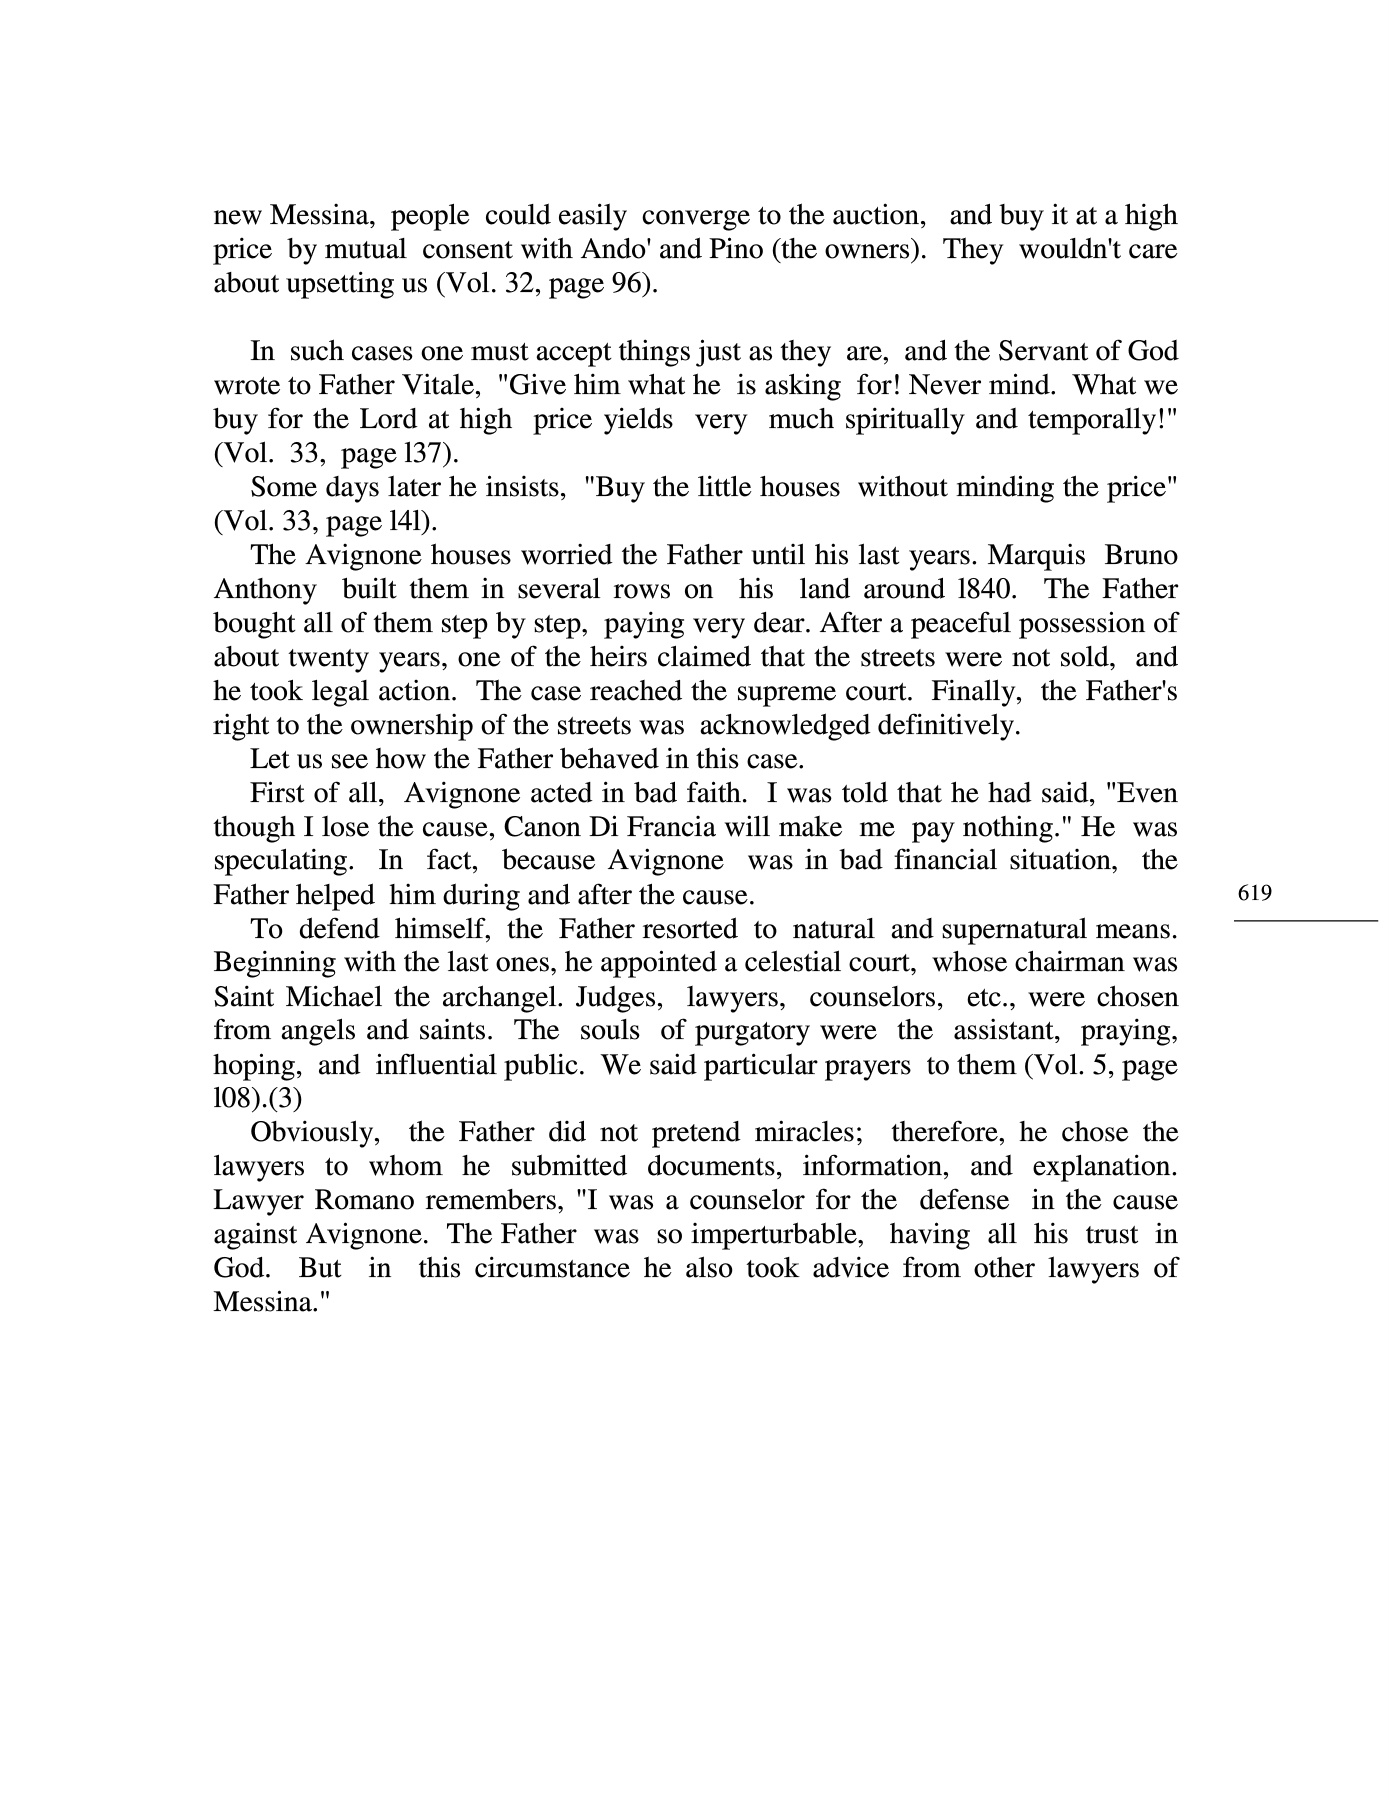 new Messina, people could easily converge to the auction, and buy it at a high
price by mutual consent with Ando' and Pino (the owners). They wouldn't care
about upsetting us (Vol. 32, page 96).
In such cases one must accept things just as they are, and the Servant of God
wrote to Father Vitale, "Give him what he is asking for! Never mind. What we
buy for the Lord at high price yields very much spiritually and temporally!"
(Vol. 33, page l37).
Some days later he insists, "Buy the little houses without minding the price"
(Vol. 33, page l4l).
The Avignone houses worried the Father until his last years. Marquis Bruno
Anthony built them in several rows on his land around l840. The Father
bought all of them step by step, paying very dear. After a peaceful possession of
about twenty years, one of the heirs claimed that the streets were not sold, and
he took legal action. The case reached the supreme court. Finally, the Father's
right to the ownership of the streets was acknowledged definitively.
Let us see how the Father behaved in this case.
First of all, Avignone acted in bad faith. I was told that he had said, "Even
though I lose the cause, Canon Di Francia will make me pay nothing." He was
speculating. In fact, because Avignone was in bad financial situation, the
Father helped him during and after the cause.
619
To defend himself, the Father resorted to natural and supernatural means.
Beginning with the last ones, he appointed a celestial court, whose chairman was
Saint Michael the archangel. Judges, lawyers, counselors, etc., were chosen
from angels and saints. The souls of purgatory were the assistant, praying,
hoping, and influential public. We said particular prayers to them (Vol. 5, page
l08).(3)
Obviously, the Father did not pretend miracles; therefore, he chose the
lawyers to whom he submitted documents, information, and explanation.
Lawyer Romano remembers, "I was a counselor for the defense in the cause
against Avignone. The Father was so imperturbable, having all his trust in
God. But in this circumstance he also took advice from other lawyers of
Messina."